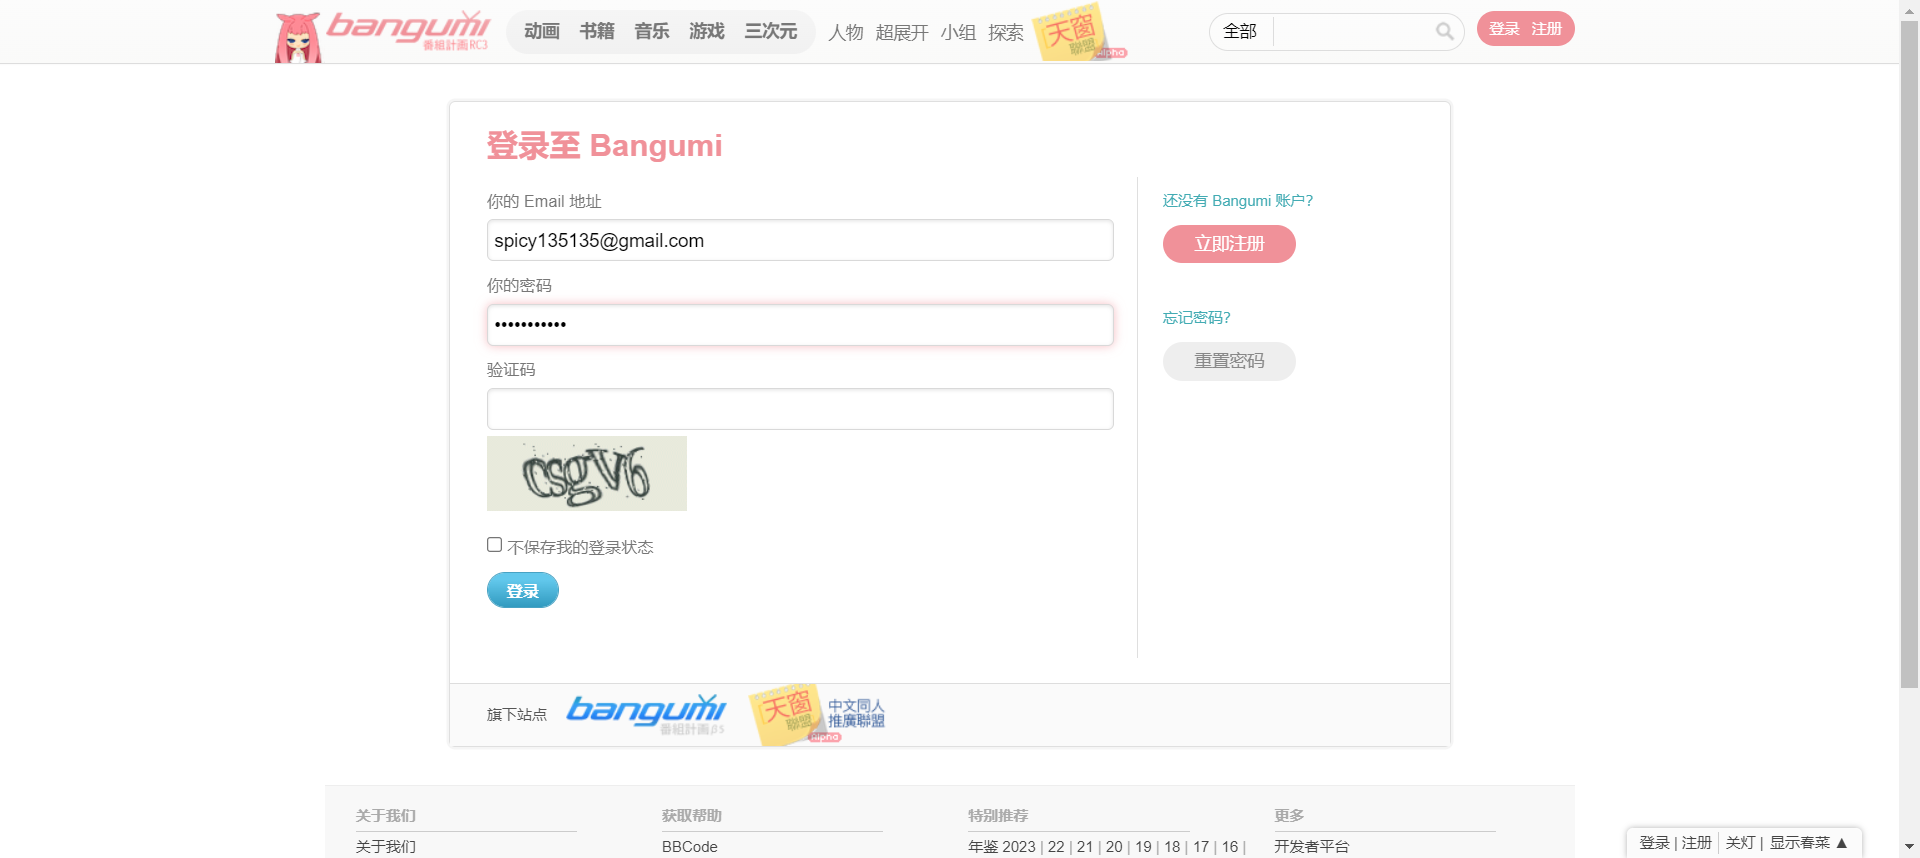 bangumi
番組計画RC3
动画 书籍 音乐 游戏 三次元 人物 超展开 小组 探索
天窗
聯盟
Alpha
全部
登录 注册
登录至 Bangumi
你的 Email 地址
spicy135135@gmail.com
你的密码
•••••••••••
验证码
csgV6
不保存我的登录状态
登录
还没有 Bangumi 账户？
立即注册
忘记密码？
重置密码
旗下站点
bangumi
番組計画β5
天窗
聯盟
Alpha
中文同人
推廣聯盟
关于我们
关于我们
获取帮助
BBCode
特别推荐
年鉴 2023 | 22 | 21 | 20 | 19 | 18 | 17 | 16 |
更多
开发者平台
登录 | 注册 关灯 | 显示春菜 ▲